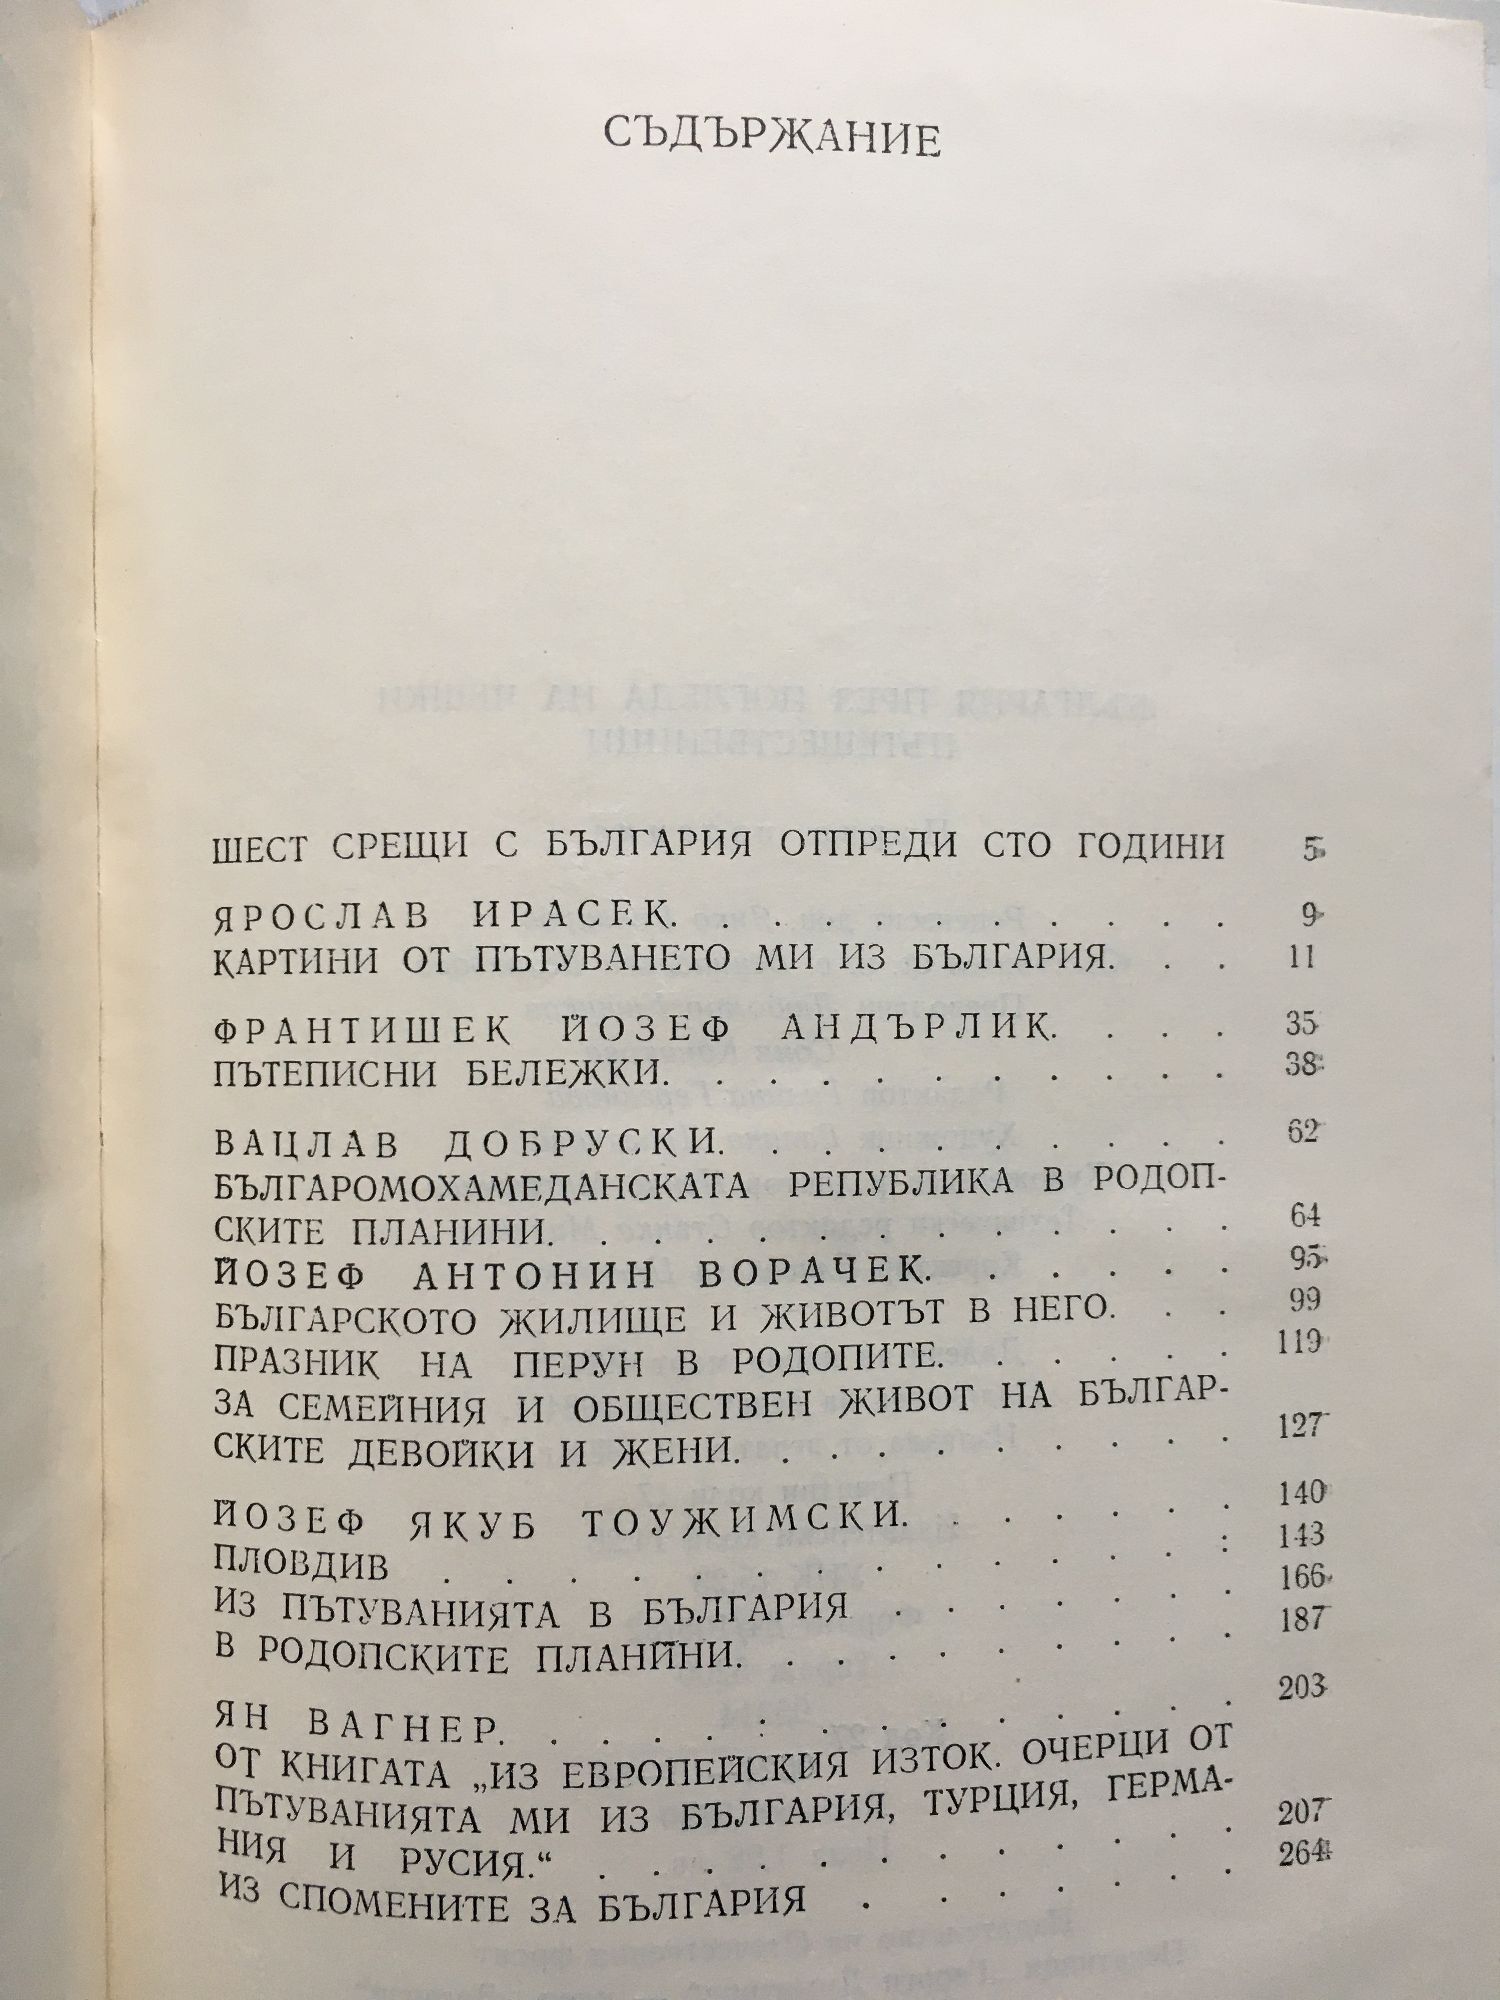 СЪДЪРЖАНИЕ
ШЕСТ СРЕЩИ С БЪЛГАРИЯ ОТПРЕДИ СТО ГОДИНИ 5
ЯРОСЛАВ ИРАСЕК. . . . . . . . . . . 9
КАРТИНИ ОТ ПЪТУВАНЕТО МИ ИЗ БЪЛГАРИЯ. . . 11
ФРАНТИШЕК ЙОЗЕФ АНДЪРЛИК. . . . 35
ПЪТЕПИСНИ БЕЛЕЖКИ. . . . . . . . . . . 38
ВАЦЛАВ ДОБРУСКИ. . . . . . . . . . 62
БЪЛГАРОМОХАМЕДАНСКАТА РЕПУБЛИКА В РОДОП-
СКИТЕ ПЛАНИНИ. . . . . . . . . . . . . 64
ЙОЗЕФ АНТОНИН ВОРАЧЕК. . . . . . 95
БЪЛГАРСКОТО ЖИЛИЩЕ И ЖИВОТЪТ В НЕГО. . . 99
ПРАЗНИК НА ПЕРУН В РОДОПИТЕ. . . . . . 119
ЗА СЕМЕЙНИЯ И ОБЩЕСТВЕН ЖИВОТ НА БЪЛГАР-
СКИТЕ ДЕВОЙКИ И ЖЕНИ. . . . . . . . . . 127
ЙОЗЕФ ЯКУБ ТОУЖИМСКИ. . . . . . . 140
ПЛОВДИВ . . . . . . . . . . . . . : 143
ИЗ ПЪТУВАНИЯТА В БЪЛГАРИЯ . . . . . . . 166
В РОДОПСКИТЕ ПЛАНИНИ. . . . . . . . . . 187
ЯН ВАГНЕР. . . . . : . . . . . . . . 203
ОТ КНИГАТА „ИЗ ЕВРОПЕЙСКИЯ ИЗТОК. ОЧЕРЦИ ОТ
ПЪТУВАНИЯТА МИ ИЗ БЪЛГАРИЯ, ТУРЦИЯ, ГЕРМА-
НИЯ И РУСИЯ.“ . . . . . . . . . . . . 207
ИЗ СПОМЕНИТЕ ЗА БЪЛГАРИЯ . . . . . . . 264